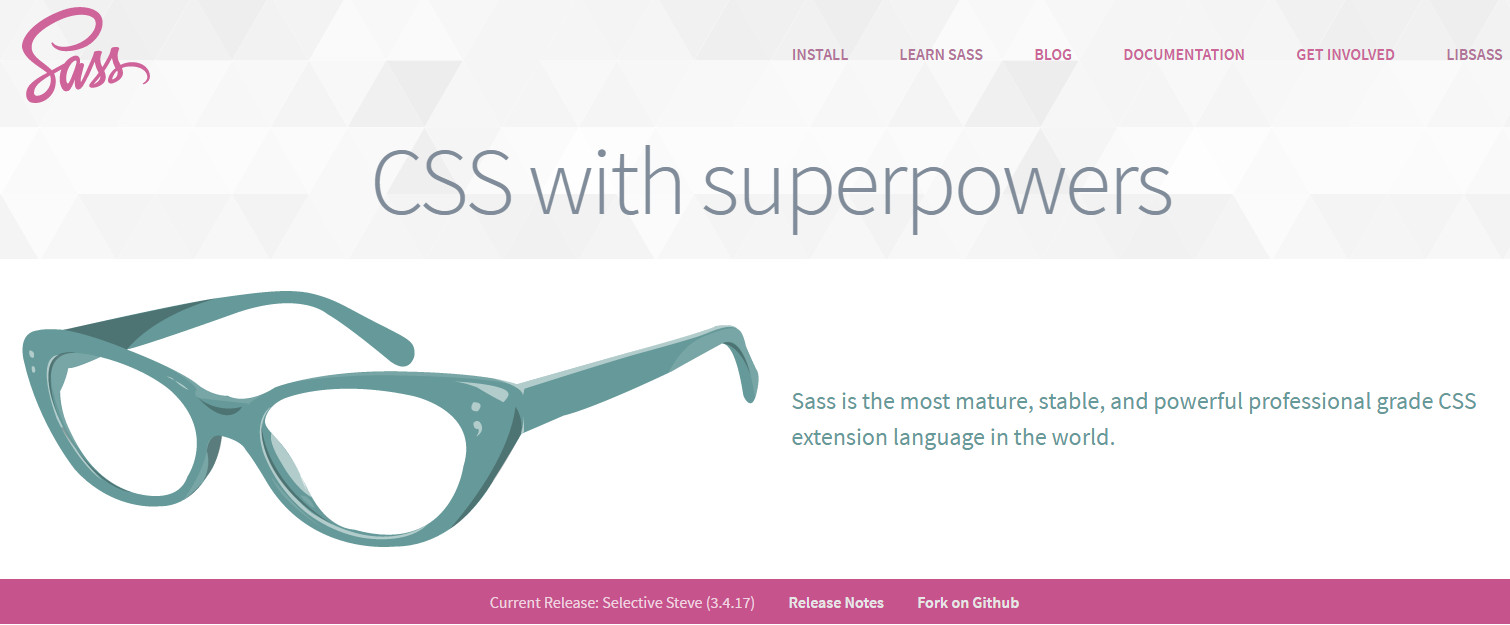 Sass
INSTALL LEARN SASS BLOG DOCUMENTATION GET INVOLVED LIBSASS
CSS with superpowers
Sass is the most mature, stable, and powerful professional grade CSS
extension language in the world.
Current Release: Selective Steve (3.4.17) Release Notes Fork on Github